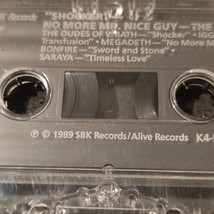 Records "SHOCKER"
NO MORE MR. NICE GUY — THE
THE DUDES OF WRATH—"Shocker" • IGG
Transfusion" • MEGADETH—"No More M
BONFIRE—"Sword and Stone"
SARAYA—"Timeless Love"
℗ © 1989 SBK Records/Alive Records K4-